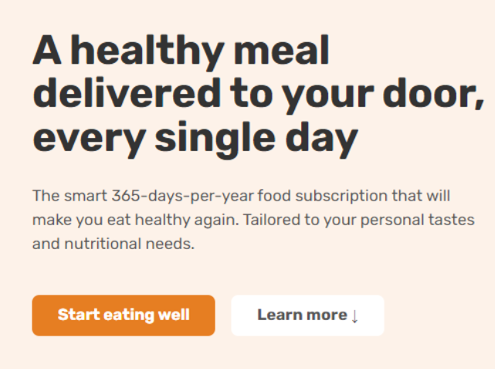 A healthy meal
delivered to your door,
every single day
The smart 365-days-per-year food subscription that will
make you eat healthy again. Tailored to your personal tastes
and nutritional needs.
Start eating well
Learn more ↓